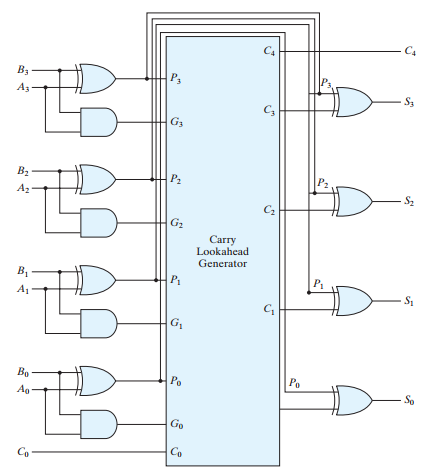 C₄ C₄
B₃ P₃
A₃ P₃
C₃ S₃
G₃
B₂ P₂
A₂ P₂ S₂
C₂
G₂
Carry
Lookahead
Generator
B₁ P₁
A₁ P₁
C₁ S₁
G₁
B₀ P₀ P₀
A₀ S₀
G₀
C₀ C₀